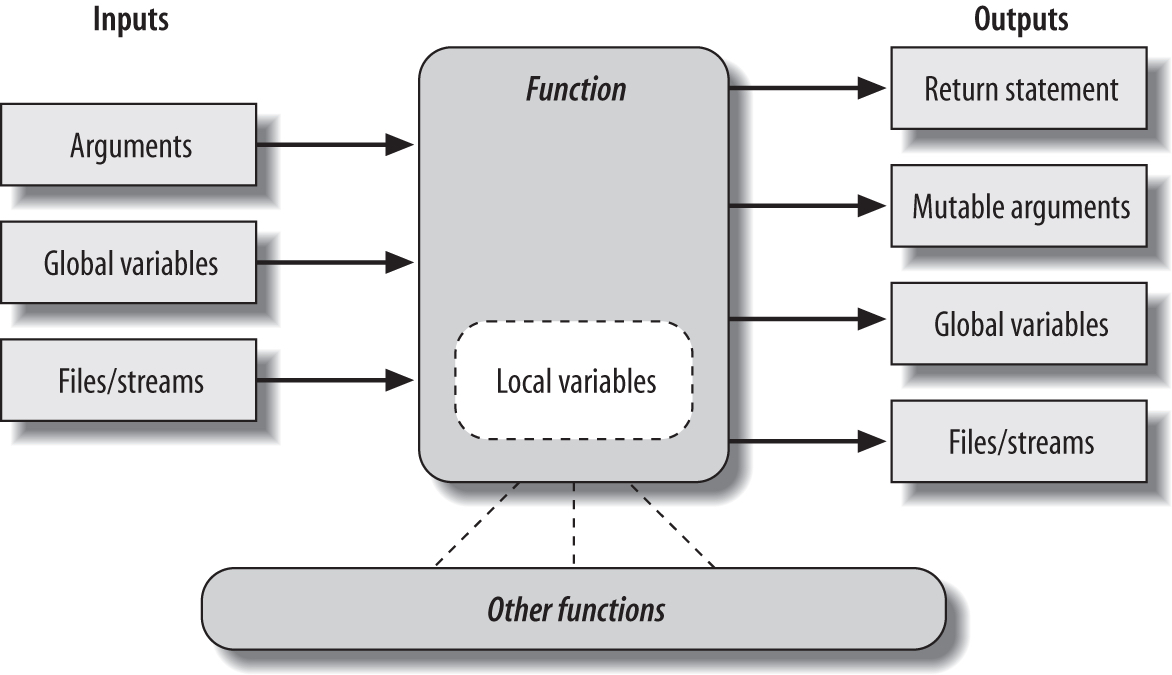 Inputs
Outputs
Function
Arguments
Global variables
Files/streams
Local variables
Return statement
Mutable arguments
Global variables
Files/streams
Other functions